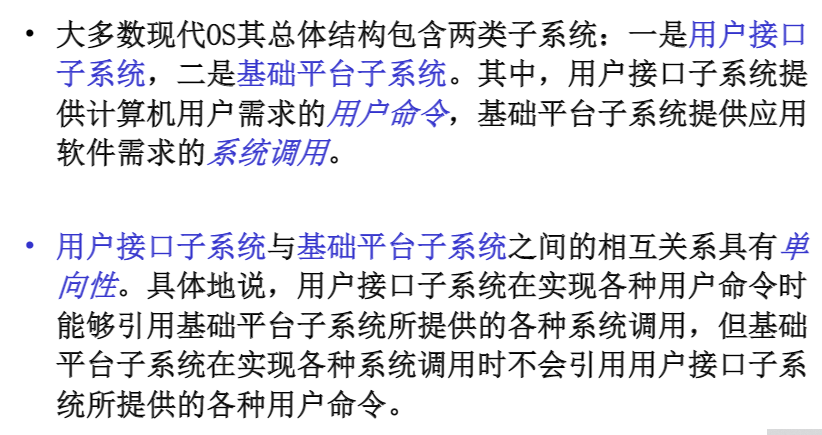 • 大多数现代OS其总体结构包含两类子系统：一是用户接口
子系统，二是基础平台子系统。其中，用户接口子系统提
供计算机用户需求的用户命令，基础平台子系统提供应用
软件需求的系统调用。
• 用户接口子系统与基础平台子系统之间的相互关系具有单
向性。具体地说，用户接口子系统在实现各种用户命令时
能够引用基础平台子系统所提供的各种系统调用，但基础
平台子系统在实现各种系统调用时不会引用用户接口子系
统所提供的各种用户命令。